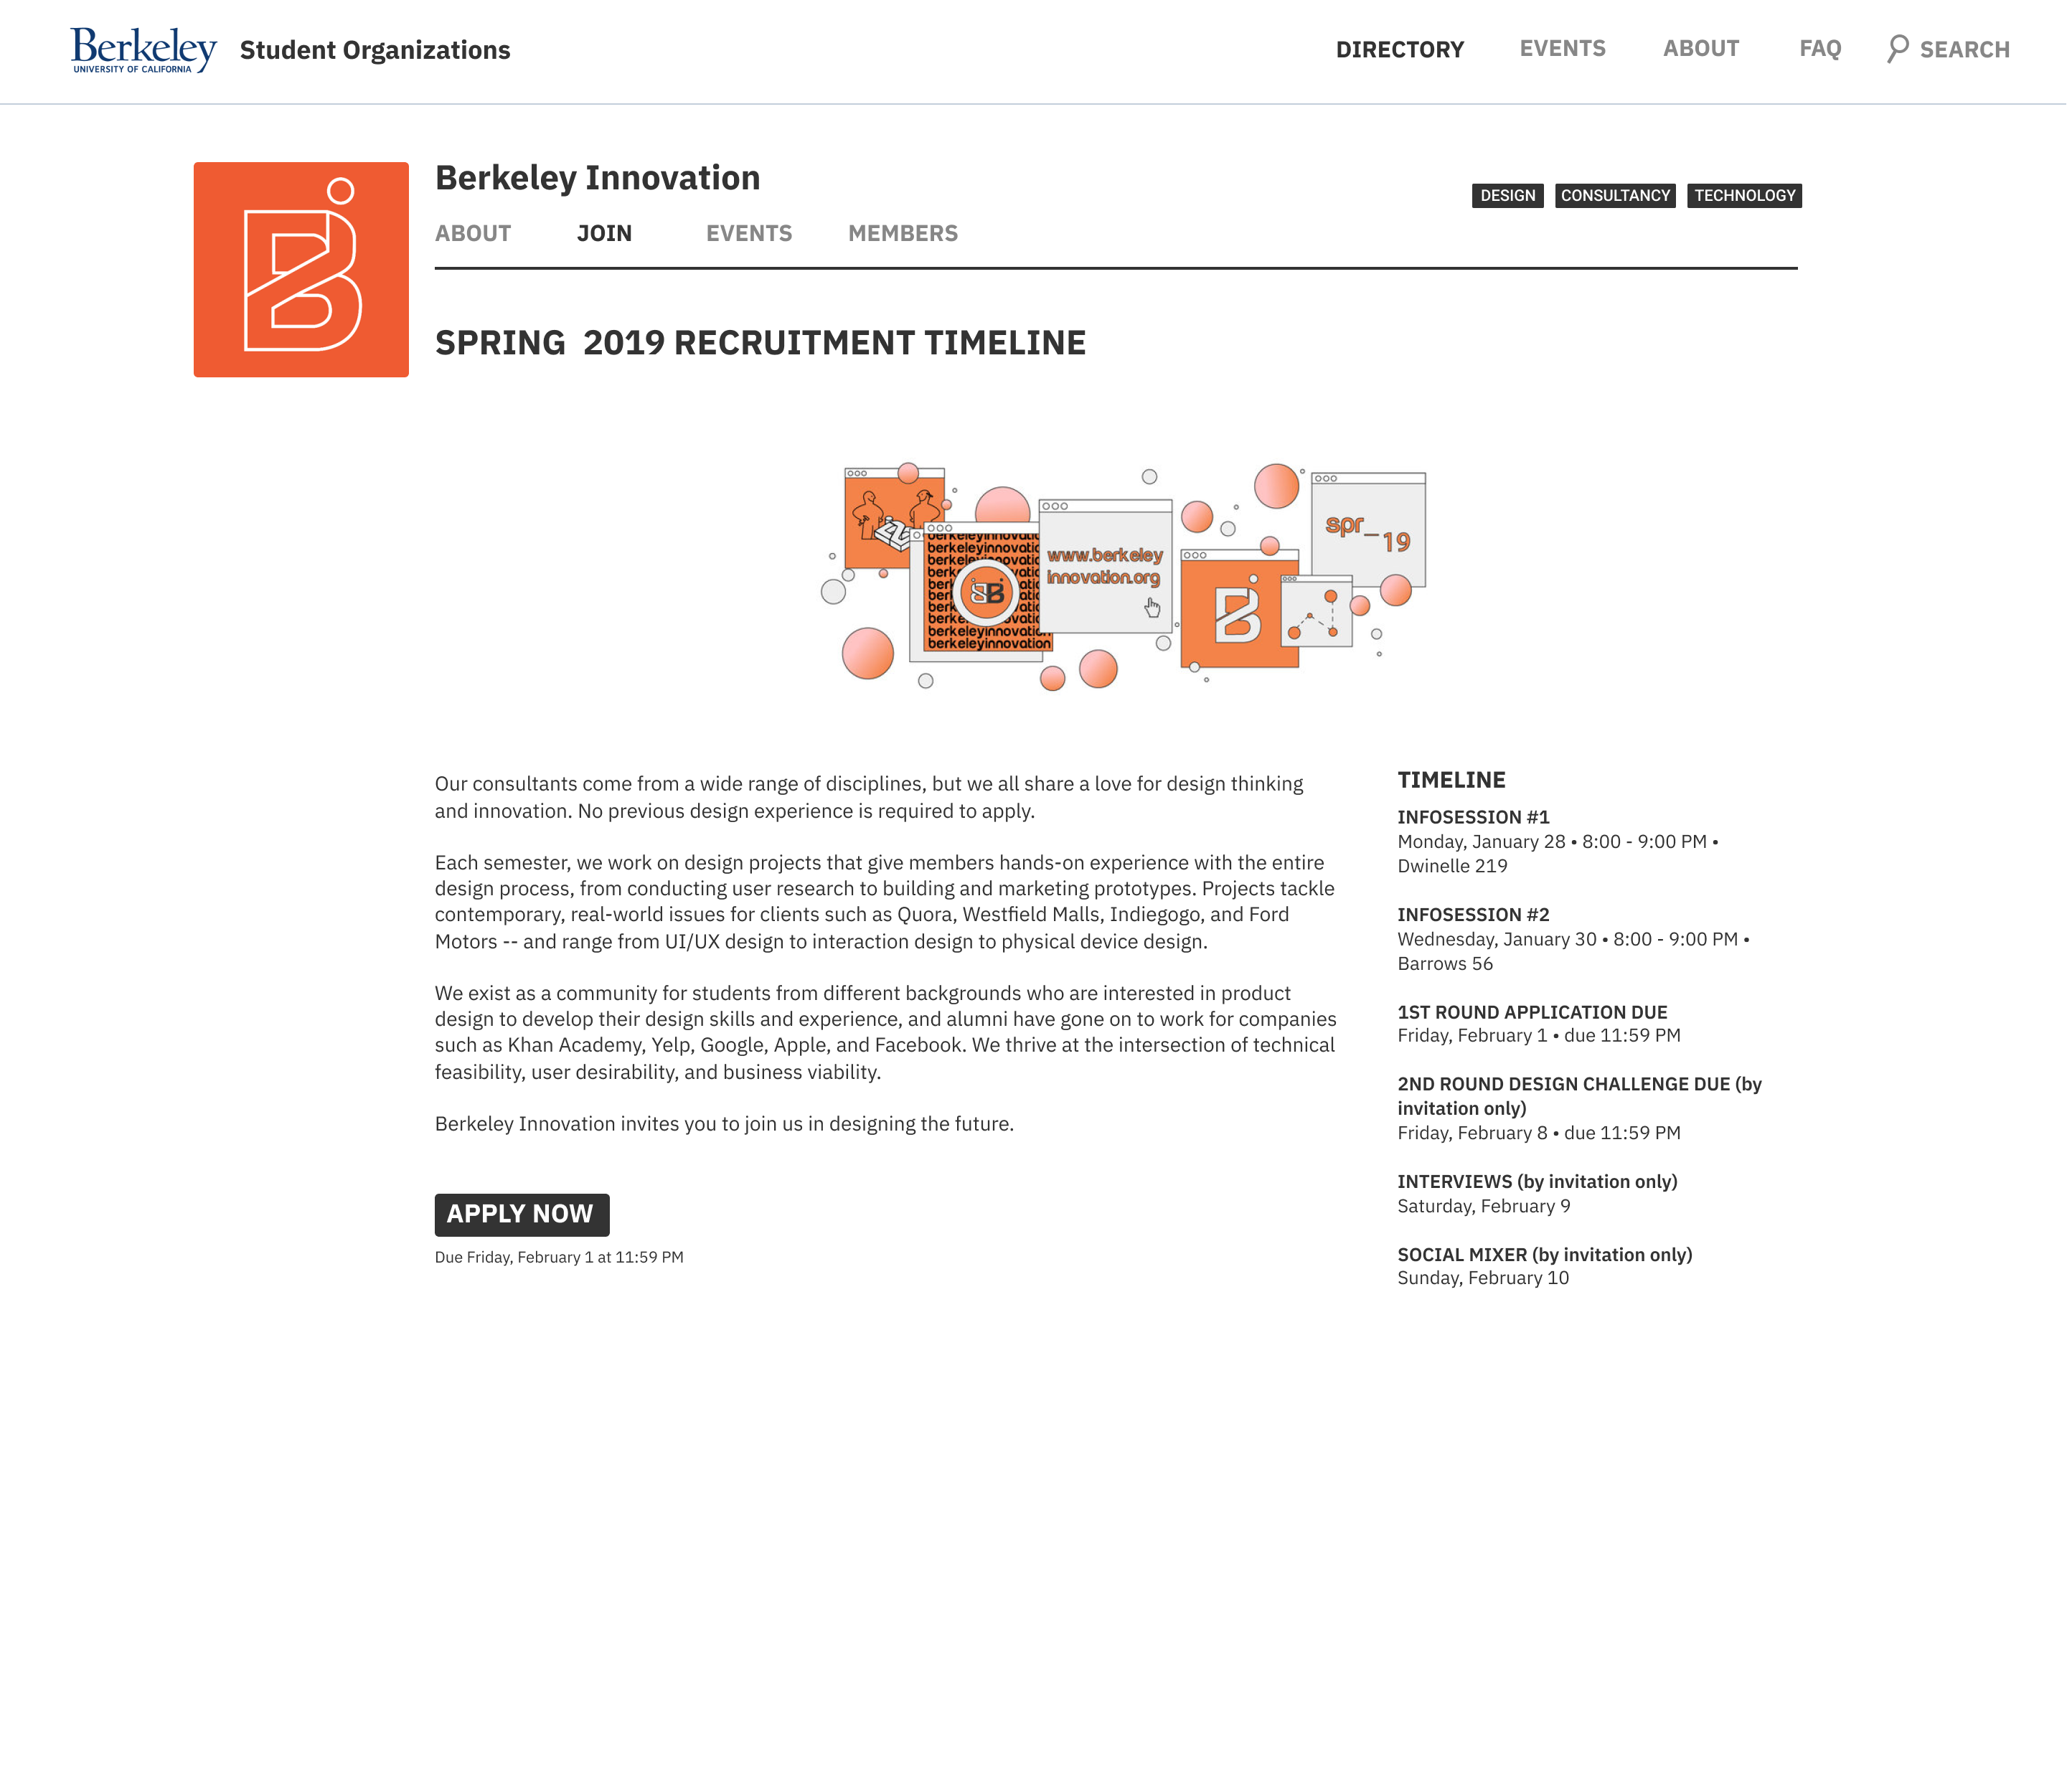 Berkeley
UNIVERSITY OF CALIFORNIA
Student Organizations
DIRECTORY
EVENTS
ABOUT
FAQ
SEARCH
Berkeley Innovation
DESIGN
CONSULTANCY
TECHNOLOGY
ABOUT
JOIN
EVENTS
MEMBERS
SPRING  2019 RECRUITMENT TIMELINE
berkeleyinnovation
berkeleyinnovation
www.berkeley
innovation.org
spr_19
Our consultants come from a wide range of disciplines, but we all share a love for design thinking
and innovation. No previous design experience is required to apply.
Each semester, we work on design projects that give members hands-on experience with the entire
design process, from conducting user research to building and marketing prototypes. Projects tackle
contemporary, real-world issues for clients such as Quora, Westfield Malls, Indiegogo, and Ford
Motors -- and range from UI/UX design to interaction design to physical device design.
We exist as a community for students from different backgrounds who are interested in product
design to develop their design skills and experience, and alumni have gone on to work for companies
such as Khan Academy, Yelp, Google, Apple, and Facebook. We thrive at the intersection of technical
feasibility, user desirability, and business viability.
Berkeley Innovation invites you to join us in designing the future.
APPLY NOW
Due Friday, February 1 at 11:59 PM
TIMELINE
INFOSESSION #1
Monday, January 28 • 8:00 - 9:00 PM •
Dwinelle 219
INFOSESSION #2
Wednesday, January 30 • 8:00 - 9:00 PM •
Barrows 56
1ST ROUND APPLICATION DUE
Friday, February 1 • due 11:59 PM
2ND ROUND DESIGN CHALLENGE DUE (by
invitation only)
Friday, February 8 • due 11:59 PM
INTERVIEWS (by invitation only)
Saturday, February 9
SOCIAL MIXER (by invitation only)
Sunday, February 10